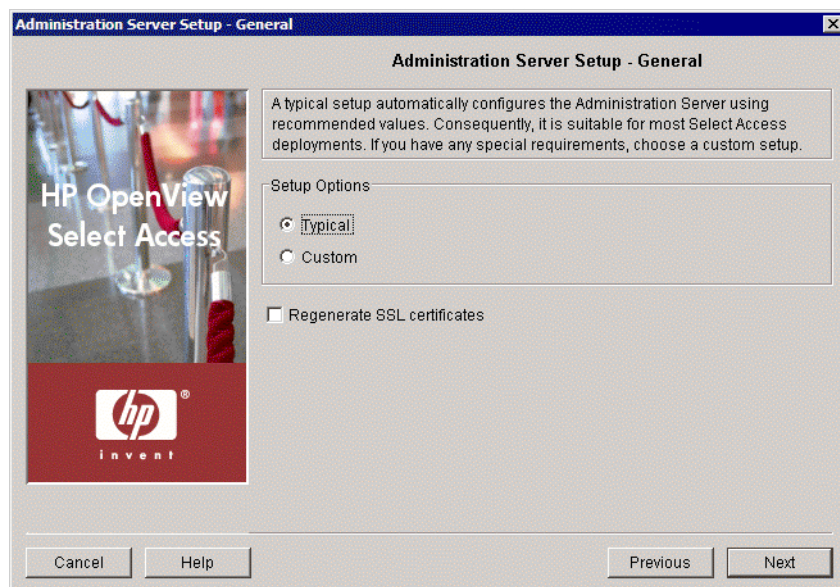 Administration Server Setup - General
Administration Server Setup - General
A typical setup automatically configures the Administration Server using
recommended values. Consequently, it is suitable for most Select Access
deployments. If you have any special requirements, choose a custom setup.
HP OpenView
Select Access
Setup Options
Typical
Custom
Regenerate SSL certificates
hp
®
invent
Cancel
Help
Previous
Next